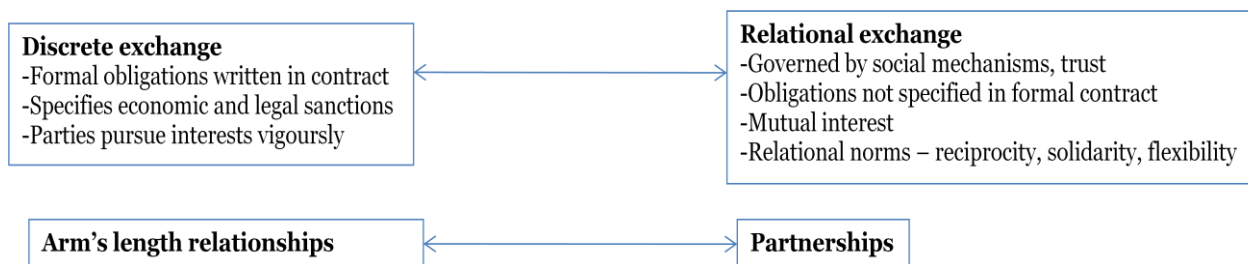 Discrete exchange
-Formal obligations written in contract
-Specifies economic and legal sanctions
-Parties pursue interests vigoursly
Relational exchange
-Governed by social mechanisms, trust
-Obligations not specified in formal contract
-Mutual interest
-Relational norms – reciprocity, solidarity, flexibility
Arm's length relationships
Partnerships